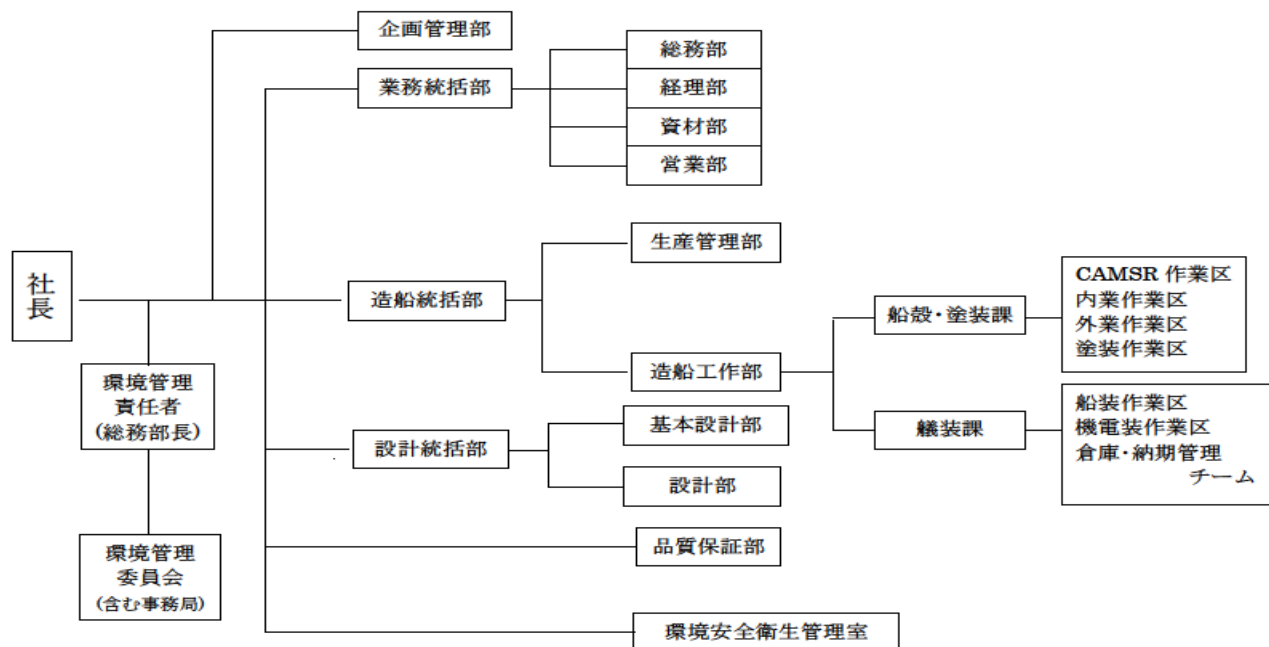 企画管理部
業務統括部
総務部
経理部
資材部
営業部
社
長
造船統括部
生産管理部
造船工作部
船殻・塗装課
CAMSR 作業区
内業作業区
外業作業区
塗装作業区
艤装課
船装作業区
機電装作業区
倉庫・納期管理
チーム
環境管理
責任者
(総務部長)
設計統括部
基本設計部
設計部
環境管理
委員会
(含む事務局)
品質保証部
環境安全衛生管理室